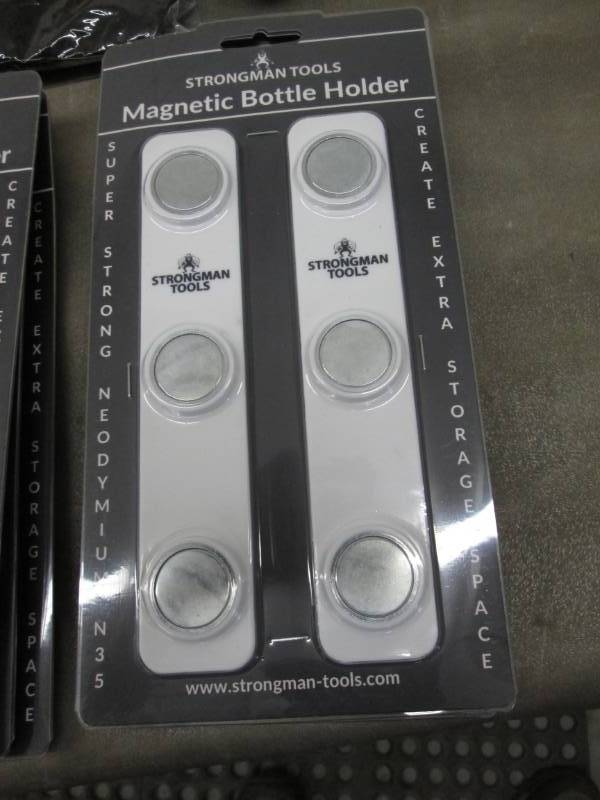 STRONGMAN TOOLS
Magnetic Bottle Holder
SUPER STRONG NEODYMIUM N35
CREATE EXTRA STORAGE SPACE
STRONGMAN
TOOLS
STRONGMAN
TOOLS
www.strongman-tools.com
r
CREATE
CREATE EXTRA STORAGE SPACE